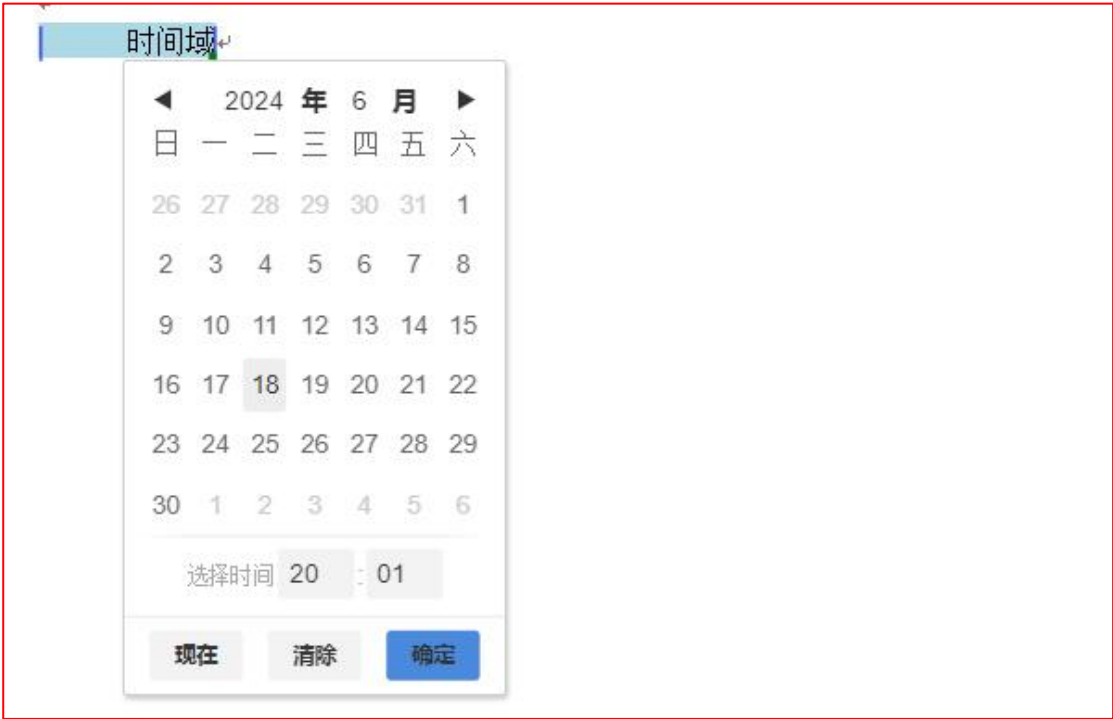 时间域
2024 年 6 月
日 一 二 三 四 五 六
26 27 28 29 30 31 1
2 3 4 5 6 7 8
9 10 11 12 13 14 15
16 17 18 19 20 21 22
23 24 25 26 27 28 29
30 1 2 3 4 5 6
选择时间 20 : 01
现在 清除 确定